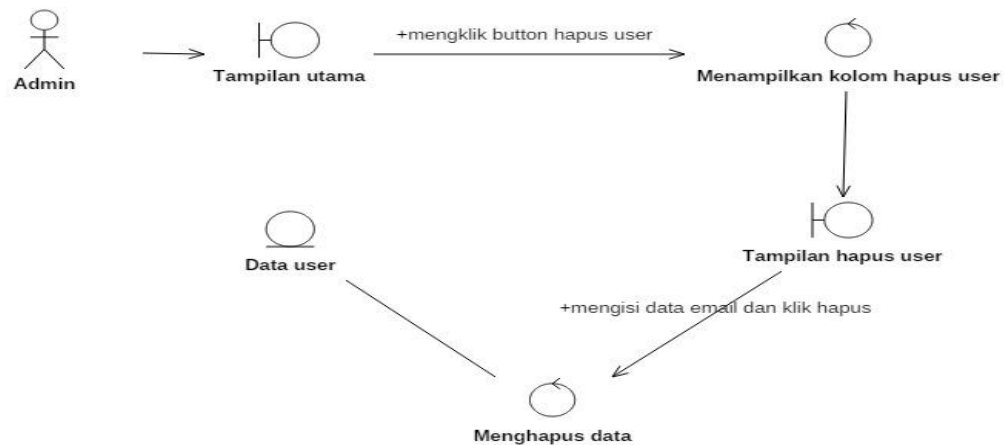 +mengklik button hapus user
Admin
Tampilan utama
Menampilkan kolom hapus user
Data user
Tampilan hapus user
+mengisi data email dan klik hapus
Menghapus data